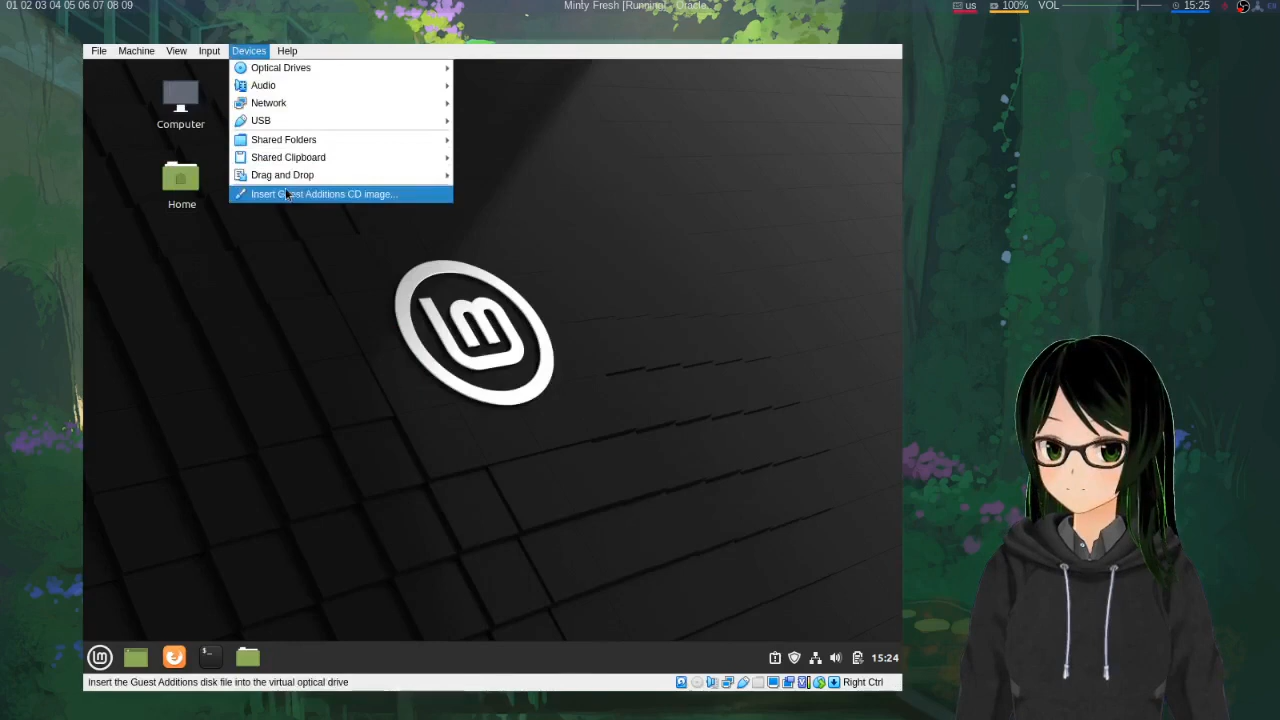 01 02 03 04 05 06 07 08 09
Minty Fresh [Running] - Oracle...
us
100%
VOL
15:25
File Machine View Input Devices Help
Optical Drives
Audio
Network
USB
Shared Folders
Shared Clipboard
Drag and Drop
Insert Guest Additions CD image...
Computer
Home
lm
15:24
Insert the Guest Additions disk file into the virtual optical drive
Right Ctrl